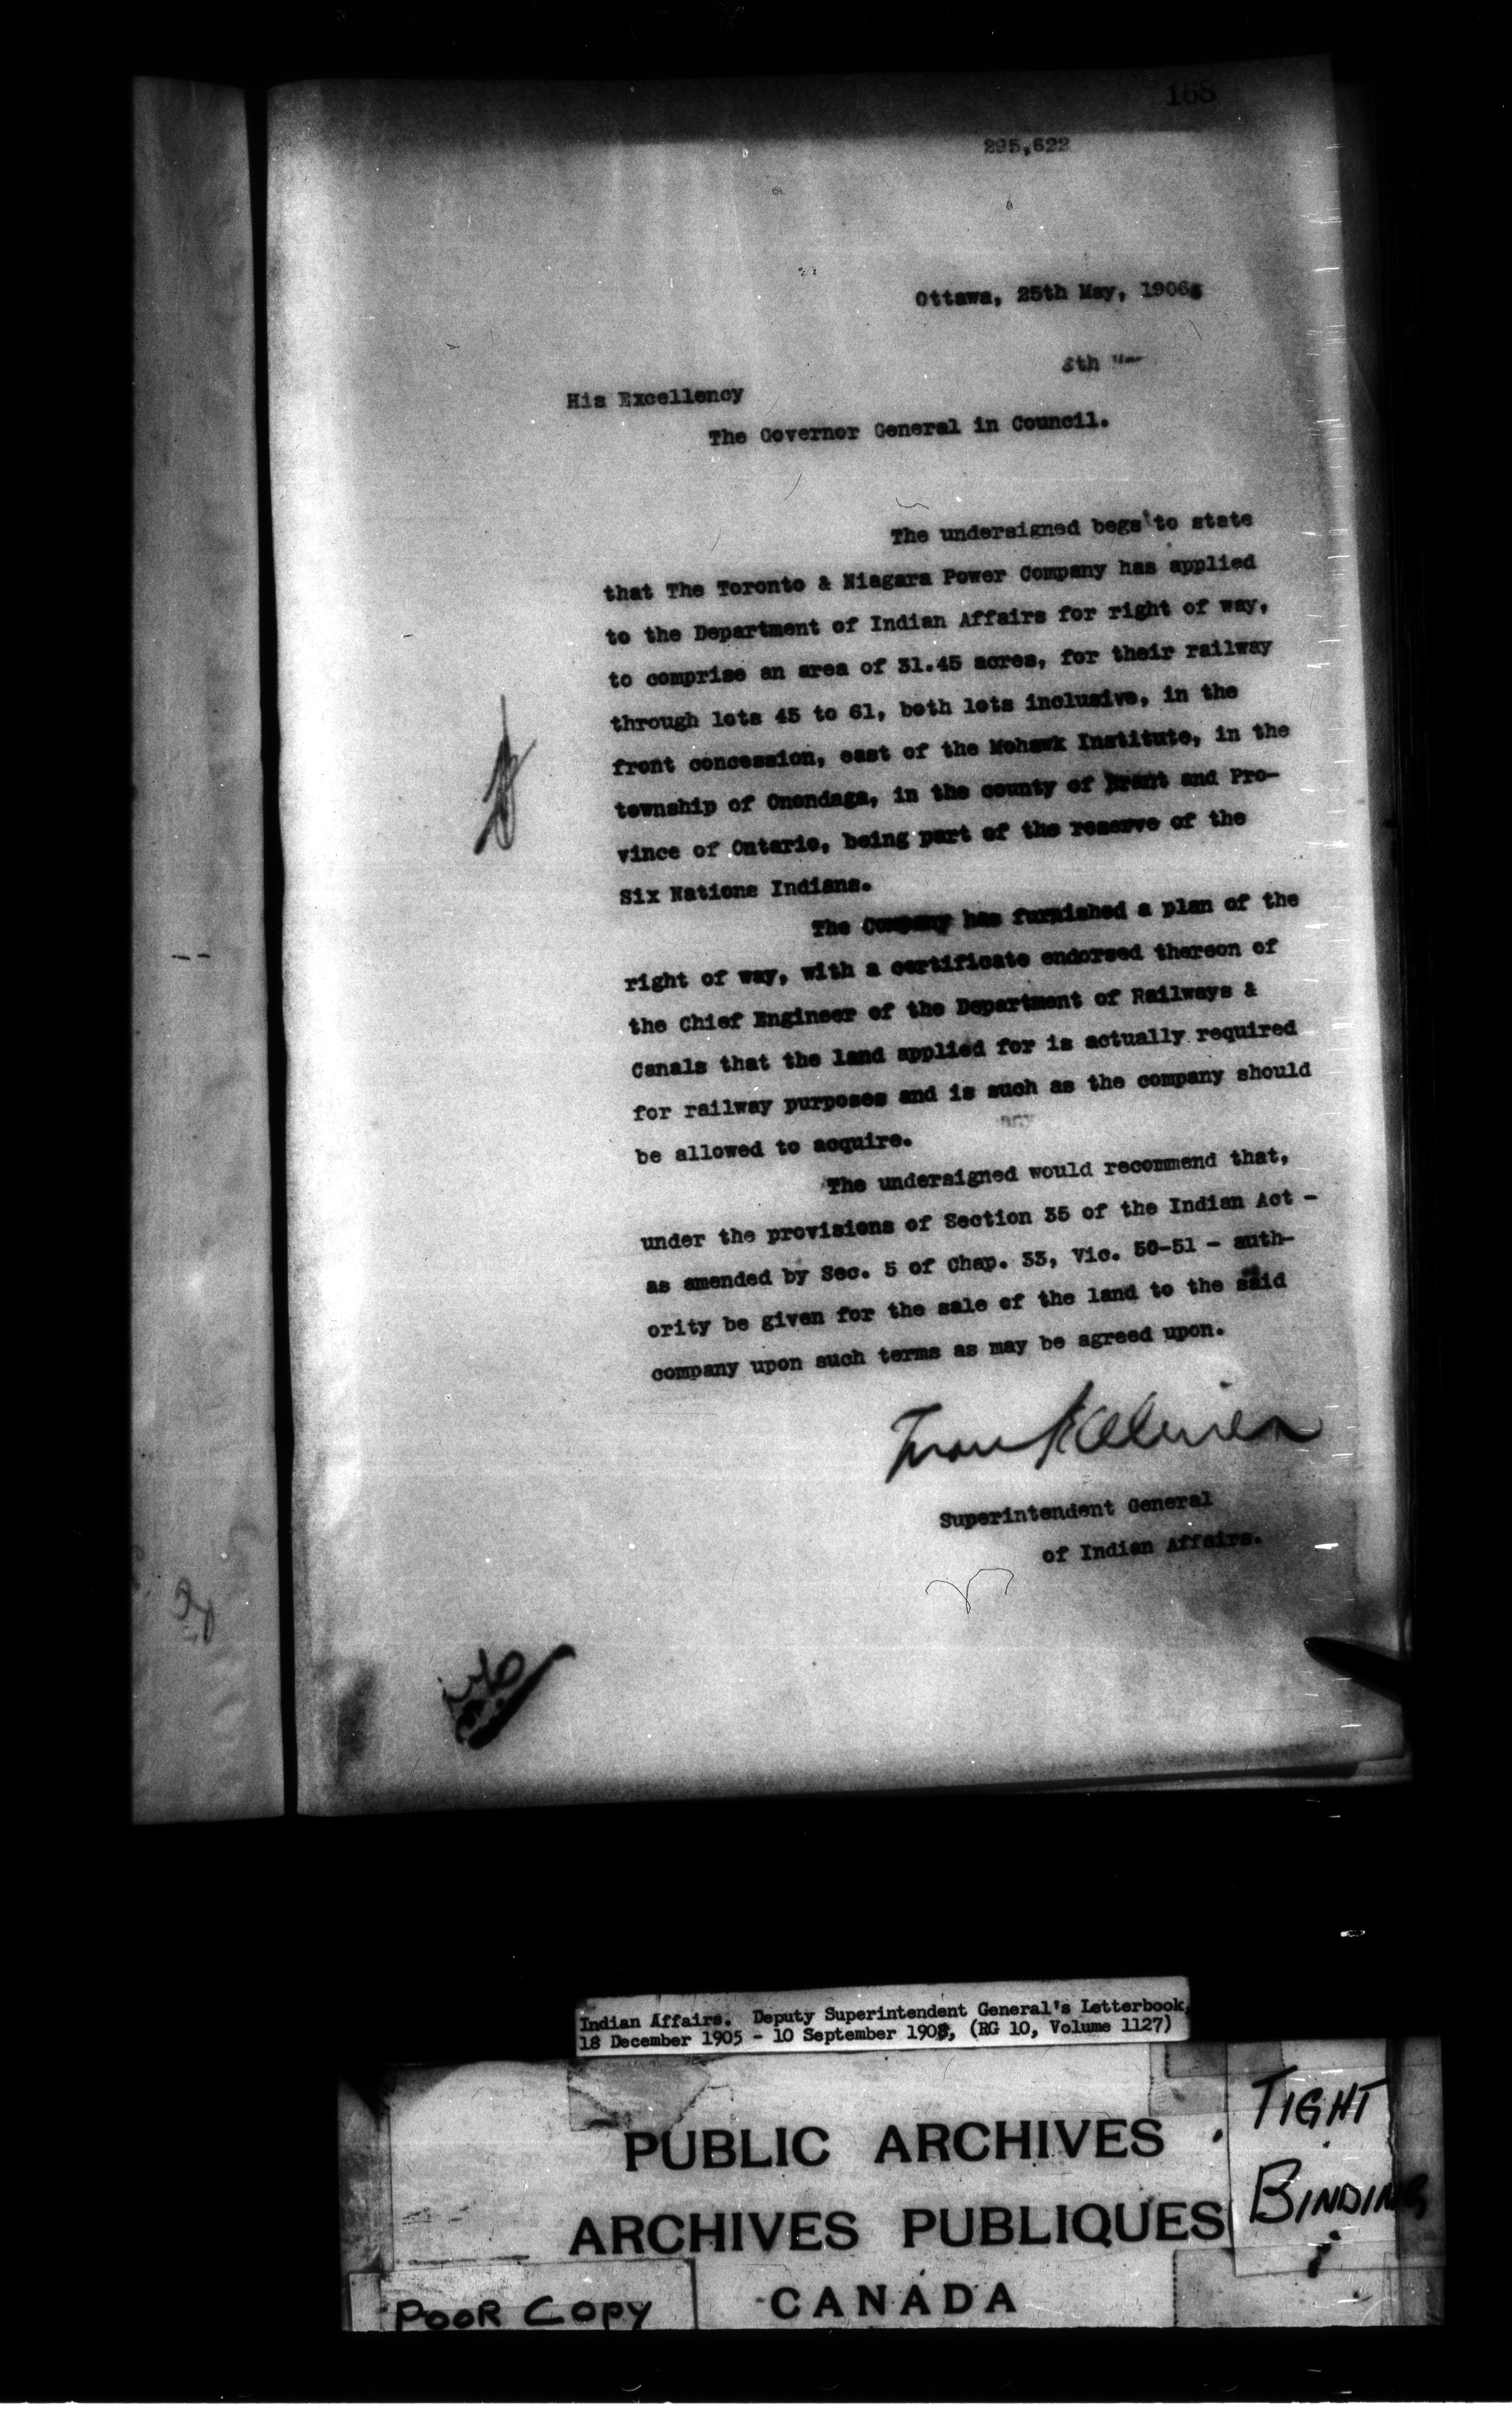 168
295,622
Ottawa, 25th May, 1906
His Excellency
The Governor General in Council.
The undersigned begs to state
that The Toronto & Niagara Power Company has applied
to the Department of Indian Affairs for right of way,
to comprise an area of 31.45 acres, for their railway
through lots 45 to 61, both lots inclusive, in the
front concession, east of the Mohawk Institute, in the
township of Onondaga, in the county of Brant and Pro-
vince of Ontario, being part of the reserve of the
Six Nations Indians.
The Company has furnished a plan of the
right of way, with a certificate endorsed thereon of
the Chief Engineer of the Department of Railways &
Canals that the land applied for is actually required
for railway purposes and is such as the company should
be allowed to acquire.
The undersigned would recommend that,
under the provisions of Section 35 of the Indian Act -
as amended by Sec. 5 of Chap. 33, Vic. 50-51 - auth-
ority be given for the sale of the land to the said
company upon such terms as may be agreed upon.
Frank Oliver
Superintendent General
of Indian Affairs.
Indian Affairs. Deputy Superintendent General's Letterbook,
18 December 1905 - 10 September 1908, (RG 10, Volume 1127)
PUBLIC ARCHIVES
ARCHIVES PUBLIQUES
CANADA
TIGHT
BINDING
POOR COPY